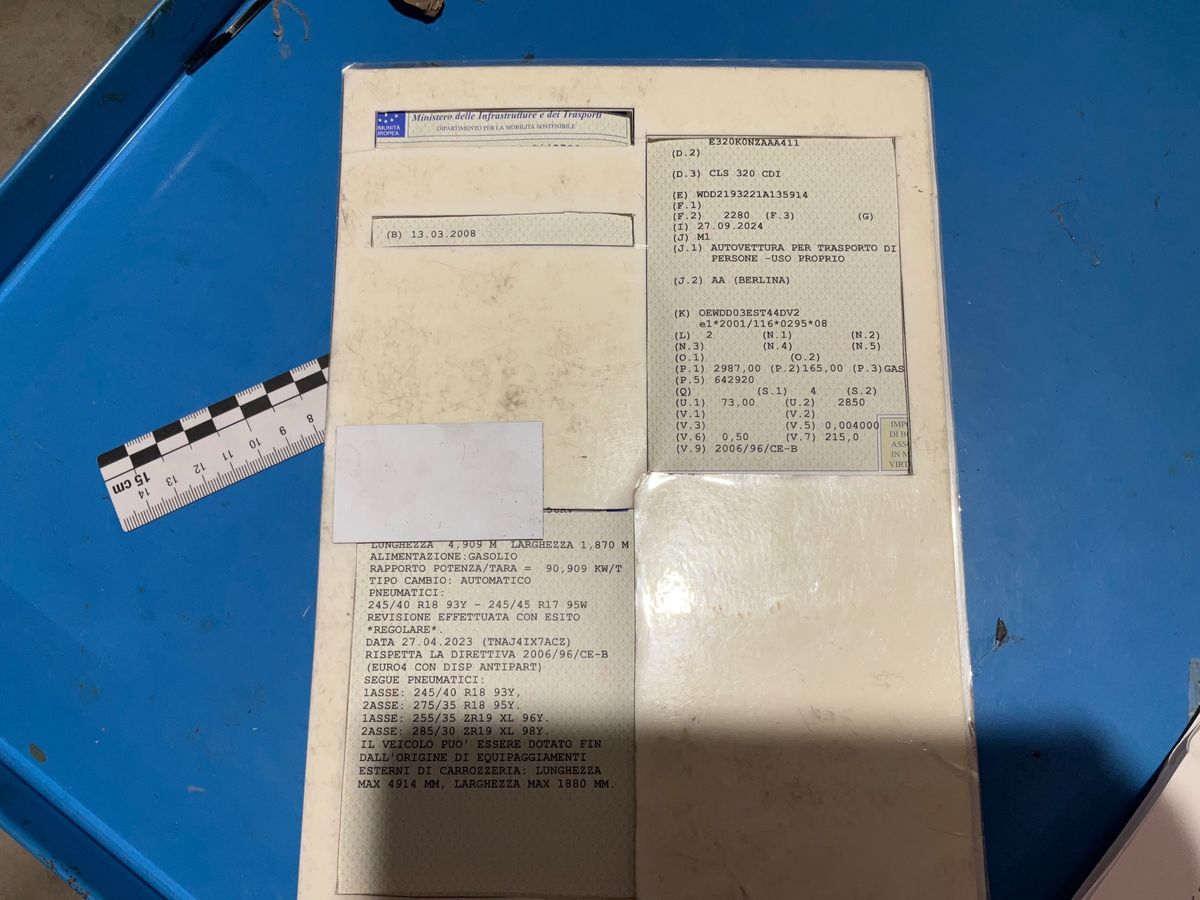 Ministero delle Infrastrutture e dei Trasporti
DIPARTIMENTO PER LA MOBILITÀ SOSTENIBILE
(B) 13.03.2008
E320K0NZAAA411
(D.2)
(D.3) CLS 320 CDI
(E) WDD2193221A135914
(F.1)
(F.2) 2280 (F.3) (G)
(I) 27.09.2024
(J) M1
(J.1) AUTOVETTURA PER TRASPORTO DI
PERSONE -USO PROPRIO
(J.2) AA (BERLINA)
(K) OEWDD03EST44DV2
e1*2001/116*0295*08
(L) 2 (N.1) (N.2)
(N.3) (N.4) (N.5)
(O.1) (O.2)
(P.1) 2987,00 (P.2)165,00 (P.3)GAS
(P.5) 642920
(Q) (S.1) 4 (S.2)
(U.1) 73,00 (U.2) 2850
(V.1) (V.2)
(V.3) (V.5) 0,004000
(V.6) 0,50 (V.7) 215,0
(V.9) 2006/96/CE-B
DI
IN
LUNGHEZZA 4,909 M LARGHEZZA 1,870 M
ALIMENTAZIONE:GASOLIO
RAPPORTO POTENZA/TARA = 90,909 KW/T
TIPO CAMBIO: AUTOMATICO
PNEUMATICI:
245/40 R18 93Y - 245/45 R17 95W
REVISIONE EFFETTUATA CON ESITO
*REGOLARE*.
DATA 27.04.2023 (TNAJ4IX7ACZ)
RISPETTA LA DIRETTIVA 2006/96/CE-B
(EURO4 CON DISP ANTIPART)
SEGUE PNEUMATICI:
1ASSE: 245/40 R18 93Y,
2ASSE: 275/35 R18 95Y.
1ASSE: 255/35 ZR19 XL 96Y.
2ASSE: 285/30 ZR19 XL 98Y.
IL VEICOLO PUO' ESSERE DOTATO FIN
DALL'ORIGINE DI EQUIPAGGIAMENTI
ESTERNI DI CARROZZERIA: LUNGHEZZA
MAX 4914 MM, LARGHEZZA MAX 1880 MM.
15 cm 14 13 12 11 10 9 8